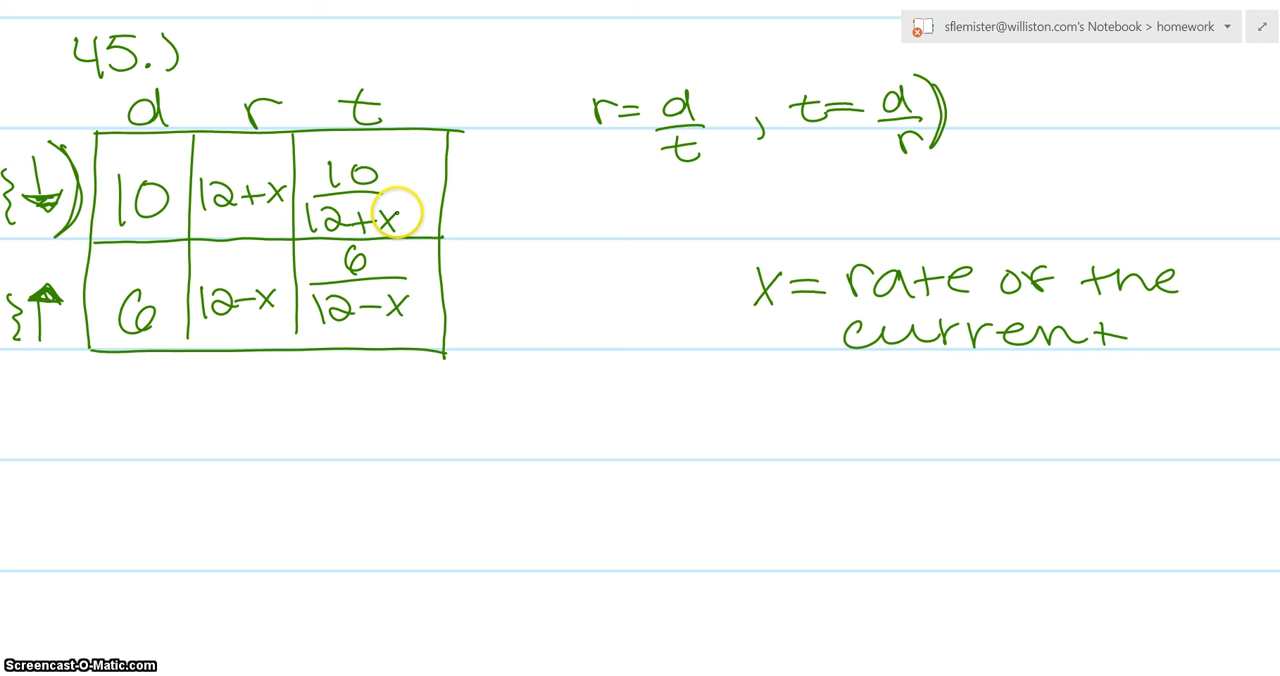 sflemister@williston.com's Notebook > homework
45.)
d r t
r = d/t , t = d/r)
10 12+x 10/12+x
6 12-x 6/12-x
x = rate of the
current
Screencast-O-Matic.com